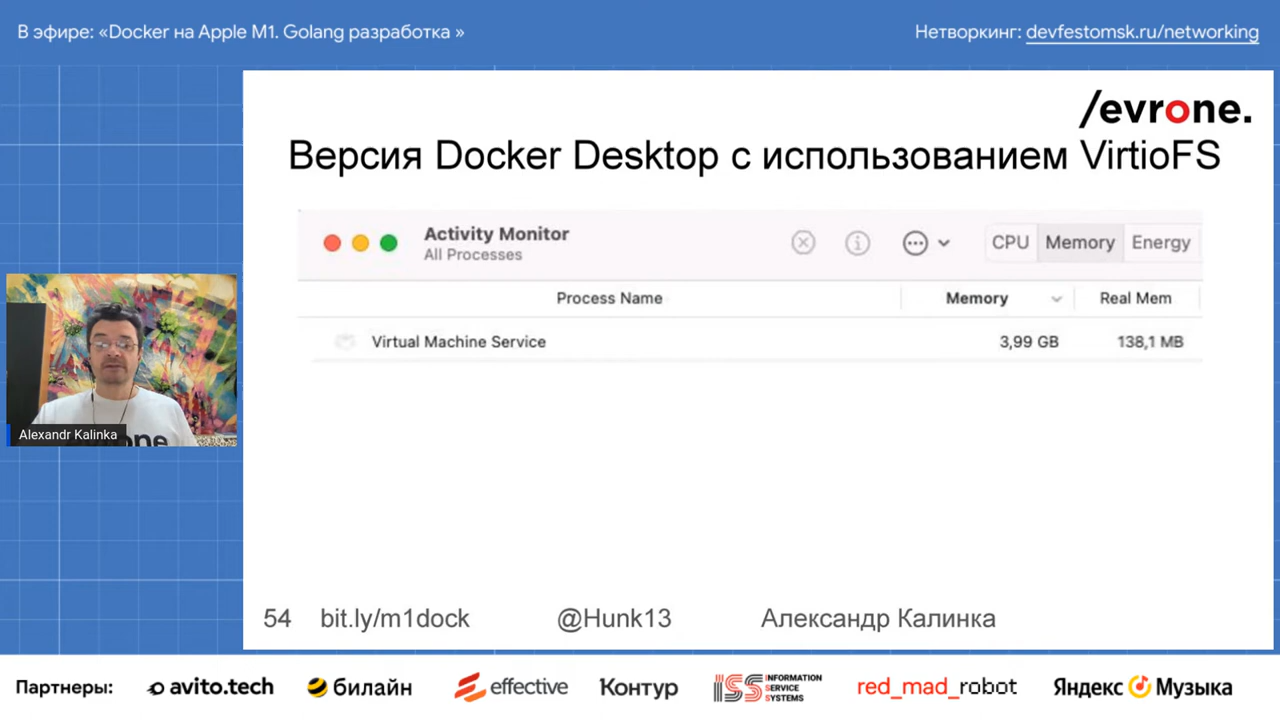 В эфире: «Docker на Apple M1. Golang разработка »
Нетворкинг: devfestomsk.ru/networking
/evrone.
Версия Docker Desktop с использованием VirtioFS
Activity Monitor
All Processes
CPU Memory Energy
Process Name Memory Real Mem
Virtual Machine Service 3,99 GB 138,1 MB
Alexandr Kalinka
54 bit.ly/m1dock @Hunk13 Александр Калинка
Партнеры: avito.tech билайн effective Контур ISS INFORMATION SERVICE SYSTEMS red_mad_robot Яндекс Музыка